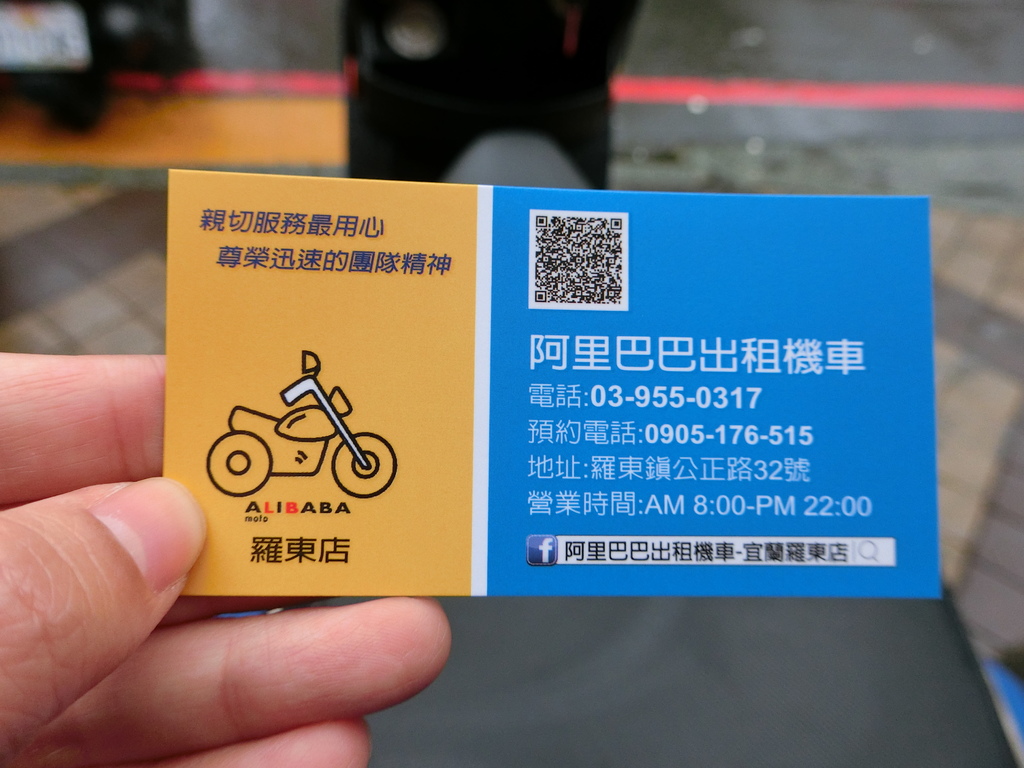 親切服務最用心
尊榮迅速的團隊精神
ALIBABA
moto
羅東店
阿里巴巴出租機車
電話:03-955-0317
預約電話:0905-176-515
地址:羅東鎮公正路32號
營業時間:AM 8:00-PM 22:00
f 阿里巴巴出租機車-宜蘭羅東店